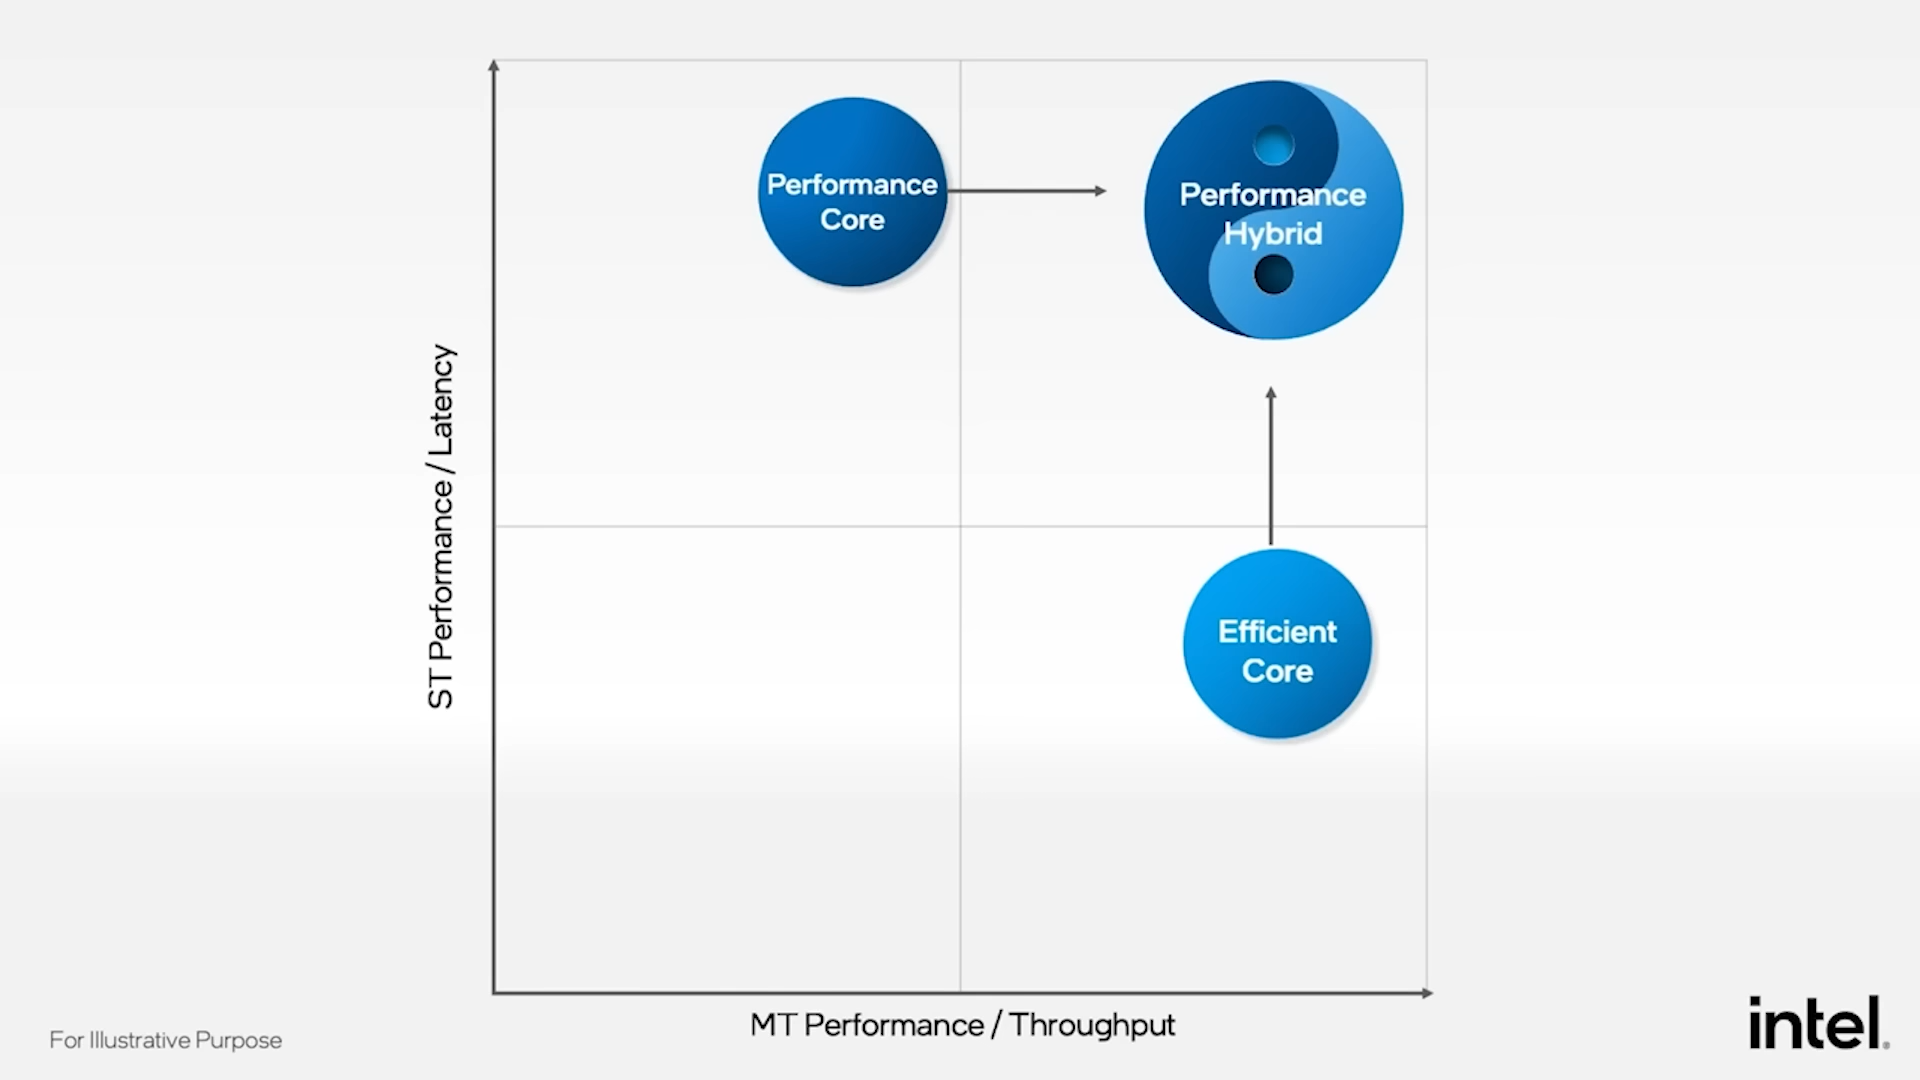 Performance
Core
Performance
Hybrid
ST Performance / Latency
Efficient
Core
MT Performance / Throughput
For Illustrative Purpose
intel.